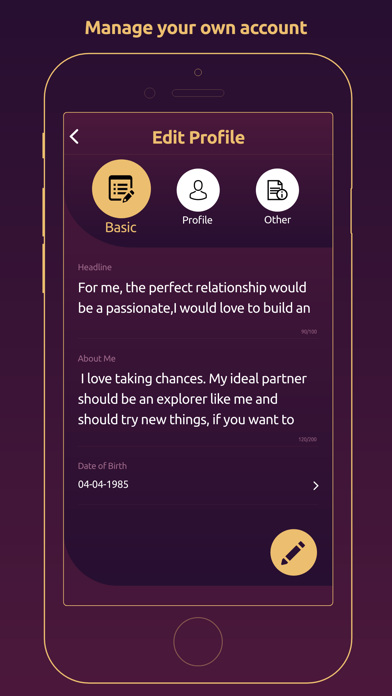 Manage your own account
Edit Profile
Basic
Profile
Other
Headline
For me, the perfect relationship would
be a passionate,I would love to build an
90/100
About Me
I love taking chances. My ideal partner
should be an explorer like me and
should try new things, if you want to
120/200
Date of Birth
04-04-1985